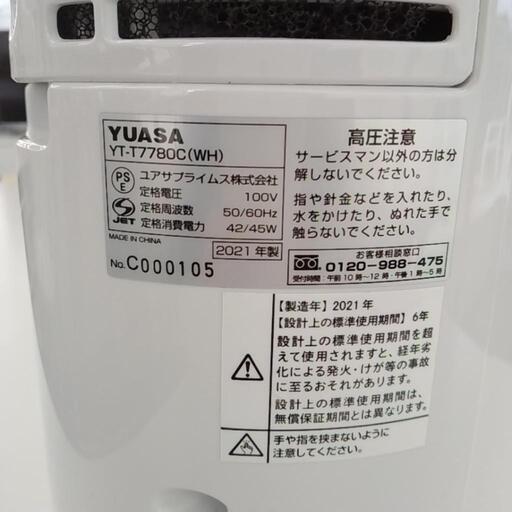 YUASA
YT-T7780C(WH)
PS
E
ユアサプライムス株式会社
定格電圧 100V
定格周波数 50/60Hz
定格消費電力 42/45W
JET
MADE IN CHINA
2021年製
No.C000105
高圧注意
サービスマン以外の方は分
解しないでください。
指や針金などを入れたり、
水をかけたり、ぬれた手で
触らないでください。
お客様相談窓口
0120-988-475
受付時間:午前10時〜12時・午後1〜5時
【製造年】2021年
【設計上の標準使用期間】6年
設計上の標準使用期間を超
えて使用されますと、経年劣
化による発火・けが等の事故
に至るおそれがあります。
設計上の標準使用期間は、
無償保証期間とは異なります。
手や指を挟まないように
注意してください。